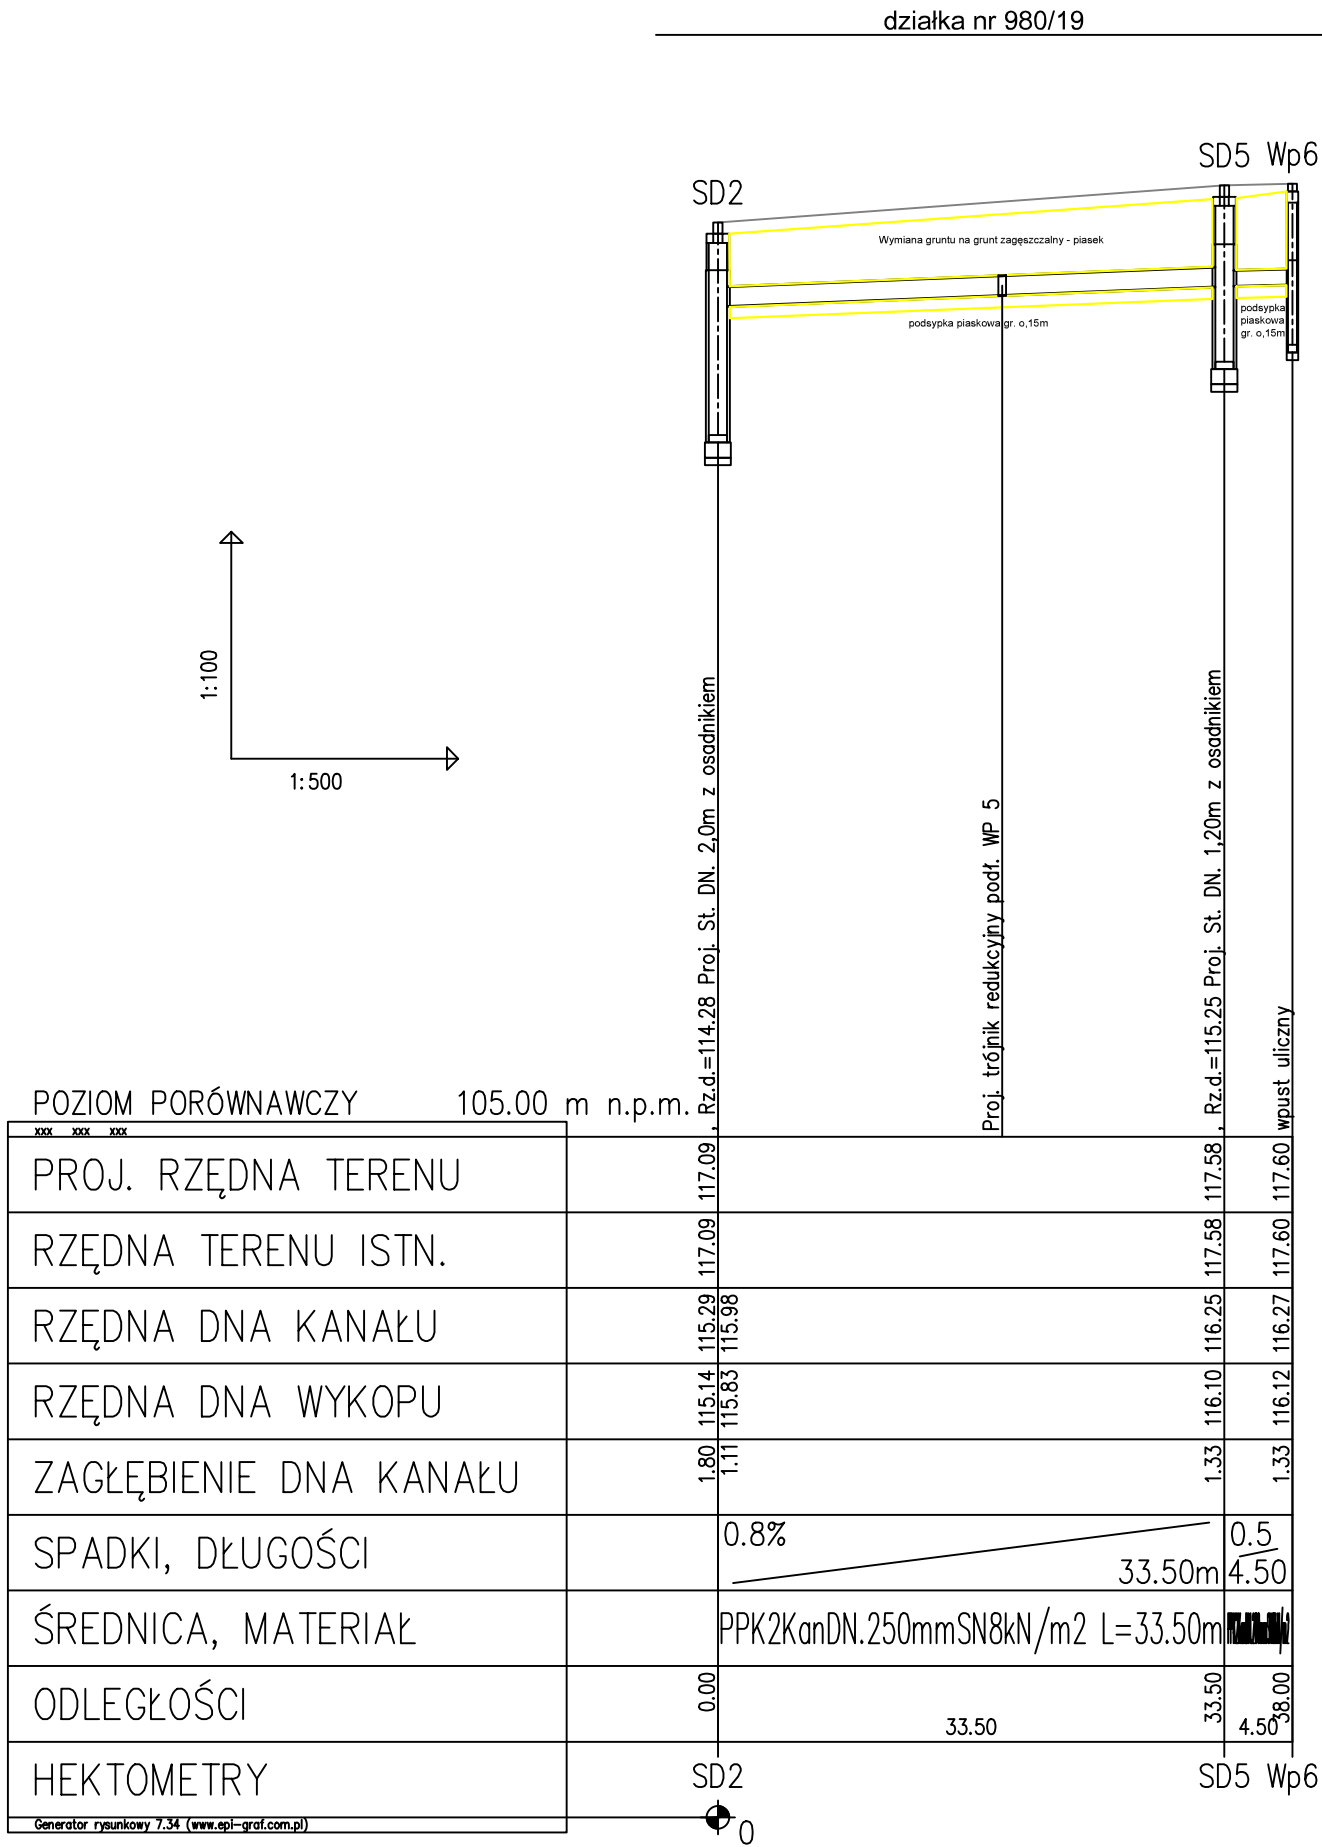 działka nr 980/19
SD5 Wp6
SD2
Wymiana gruntu na grunt zagęszczalny - piasek
podsypka piaskowa gr. o,15m
podsypka
piaskowa
gr. o,15m
1:100
1:500
, Rz.d.=114.28 Proj. St. DN. 2,0m z osadnikiem
Proj. trójnik redukcyjny podł. WP 5
, Rz.d.=115.25 Proj. St. DN. 1,20m z osadnikiem
wpust uliczny
POZIOM PORÓWNAWCZY 105.00 m n.p.m.
xxx xxx xxx
PROJ. RZĘDNA TERENU 117.09 117.58 117.60
RZĘDNA TERENU ISTN. 117.09 117.58 117.60
RZĘDNA DNA KANAŁU 115.29 115.98 116.25 116.27
RZĘDNA DNA WYKOPU 115.14 115.83 116.10 116.12
ZAGŁĘBIENIE DNA KANAŁU 1.80 1.11 1.33 1.33
SPADKI, DŁUGOŚCI 0.8% 33.50m 0.5 4.50
ŚREDNICA, MATERIAŁ PPK2KanDN.250mmSN8kN/m2 L=33.50m
ODLEGŁOŚCI 0.00 33.50 33.50 4.50 38.00
HEKTOMETRY SD2 SD5 Wp6
Generator rysunkowy 7.34 (www.epi-graf.com.pl)
0